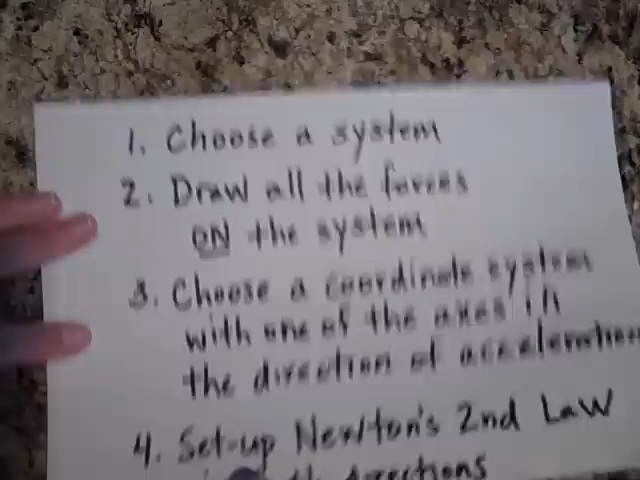 1. Choose a system
2. Draw all the forces
ON the system
3. Choose a coordinate system
with one of the axes in
the direction of acceleration
4. Set-up Newton's 2nd Law
directions